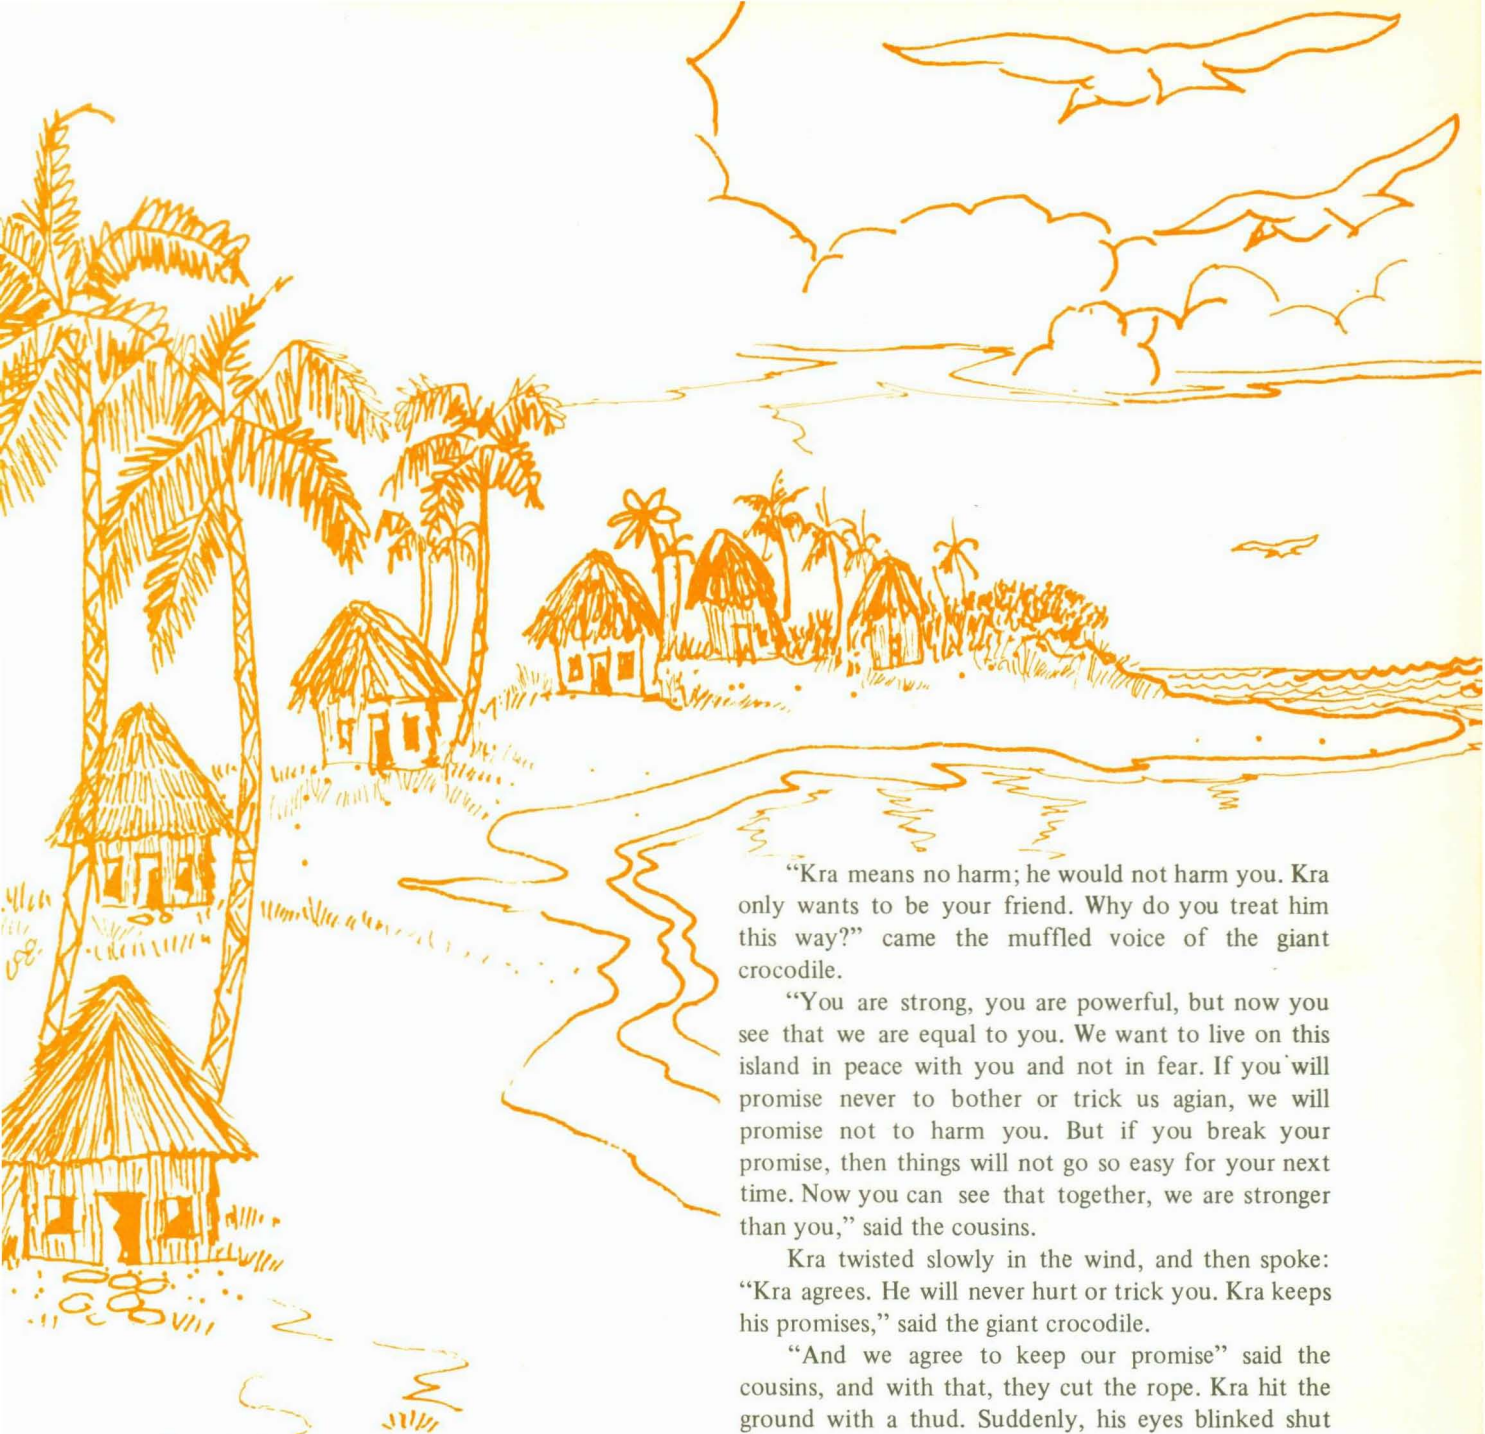 “Kra means no harm; he would not harm you. Kra
only wants to be your friend. Why do you treat him
this way?” came the muffled voice of the giant
crocodile.
“You are strong, you are powerful, but now you
see that we are equal to you. We want to live on this
island in peace with you and not in fear. If you will
promise never to bother or trick us agian, we will
promise not to harm you. But if you break your
promise, then things will not go so easy for your next
time. Now you can see that together, we are stronger
than you,” said the cousins.
Kra twisted slowly in the wind, and then spoke:
“Kra agrees. He will never hurt or trick you. Kra keeps
his promises,” said the giant crocodile.
“And we agree to keep our promise” said the
cousins, and with that, they cut the rope. Kra hit the
ground with a thud. Suddenly, his eyes blinked shut